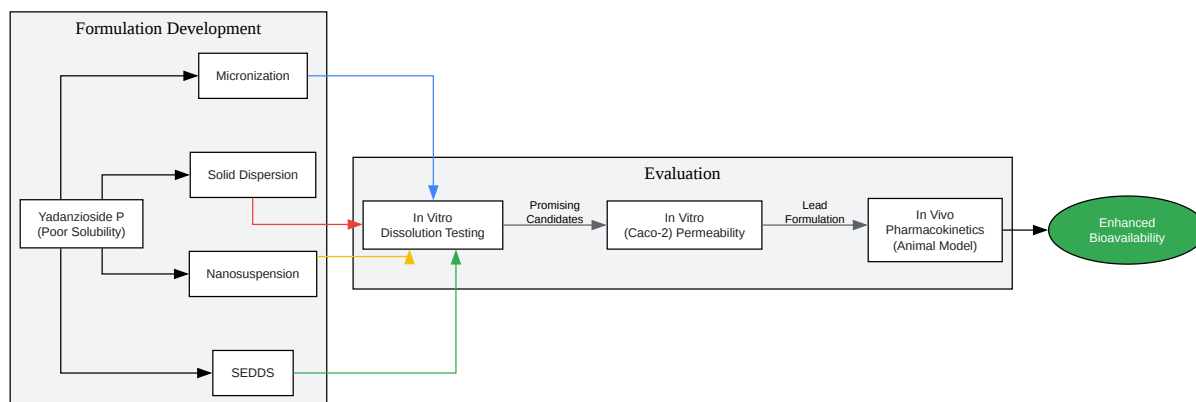 Formulation Development
Micronization
Solid Dispersion
Yadanzioside P
(Poor Solubility)
Nanosuspension
SEDDS
Evaluation
In Vitro
Dissolution Testing
Promising
Candidates
In Vitro
(Caco-2) Permeability
Lead
Formulation
In Vivo
Pharmacokinetics
(Animal Model)
Enhanced
Bioavailability